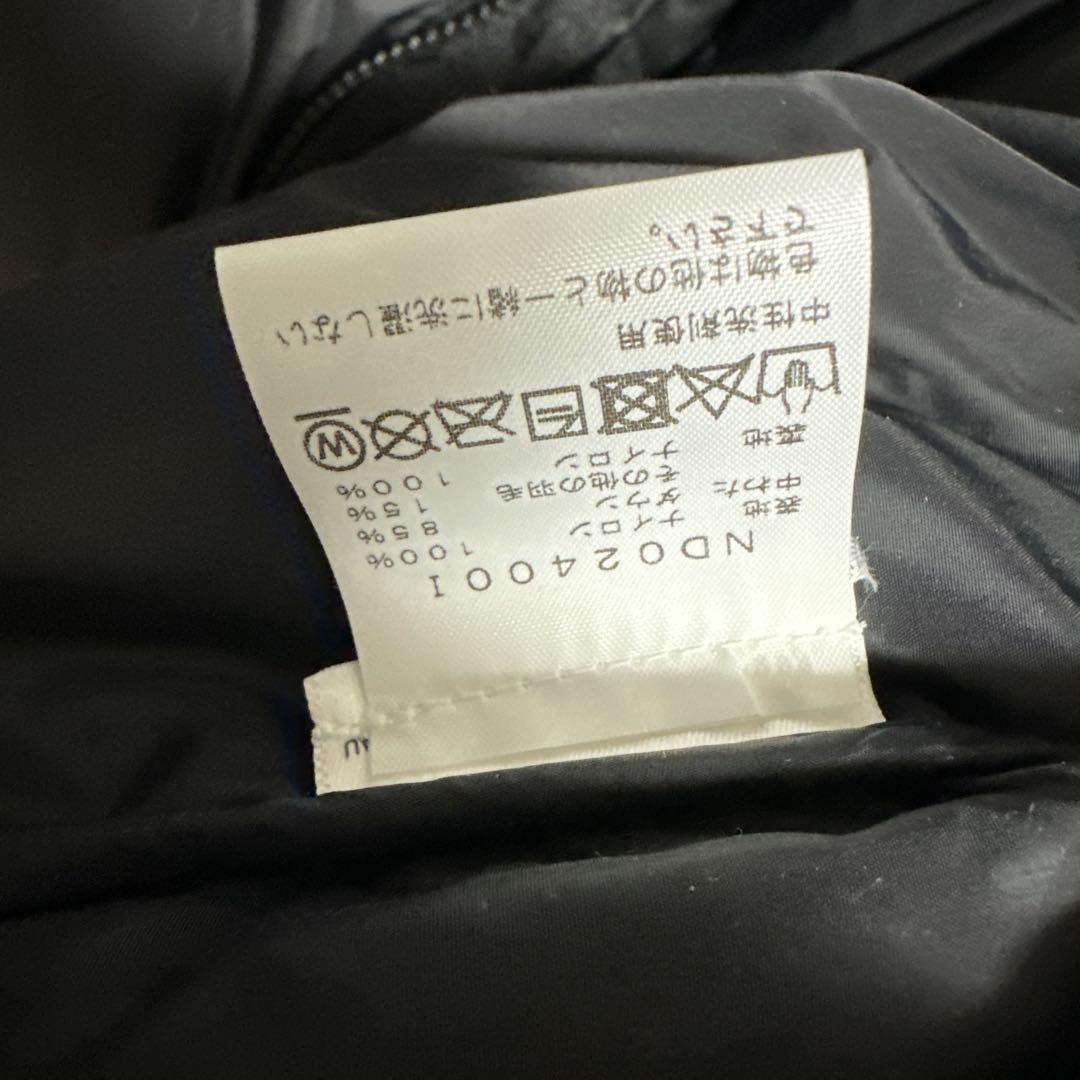 ND02400I
表地 ナイロン 100%
中わた ダウン 85%
その他の羽毛 15%
裏地 ナイロン 100%
W
中性洗剤使用
色物は他の物と一緒に洗濯しない
で下さい。